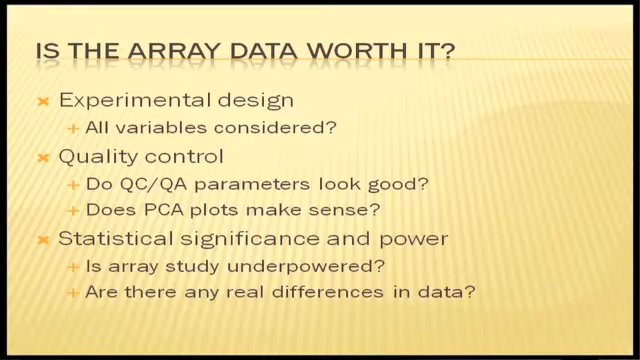 IS THE ARRAY DATA WORTH IT?
Experimental design
All variables considered?
Quality control
Do QC/QA parameters look good?
Does PCA plots make sense?
Statistical significance and power
Is array study underpowered?
Are there any real differences in data?